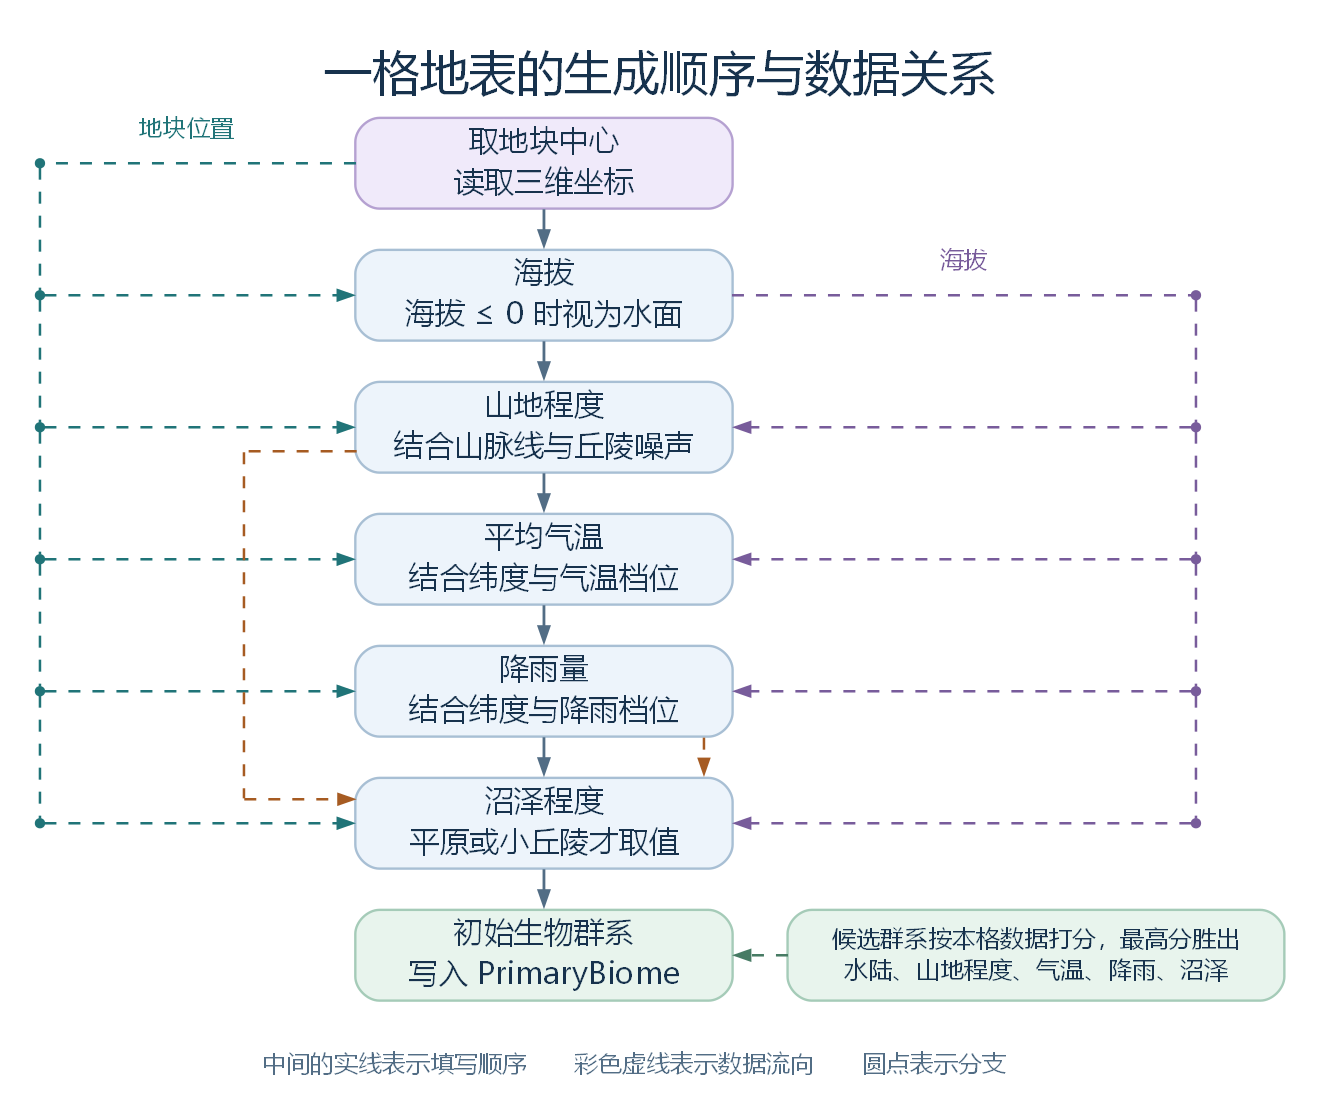 一格地表的生成顺序与数据关系
地块位置
取地块中心
读取三维坐标
海拔
海拔 ≤ 0 时视为水面
海拔
山地程度
结合山脉线与丘陵噪声
平均气温
结合纬度与气温档位
降雨量
结合纬度与降雨档位
沼泽程度
平原或小丘陵才取值
初始生物群系
写入 PrimaryBiome
候选群系按本格数据打分，最高分胜出
水陆、山地程度、气温、降雨、沼泽
中间的实线表示填写顺序
彩色虚线表示数据流向
圆点表示分支